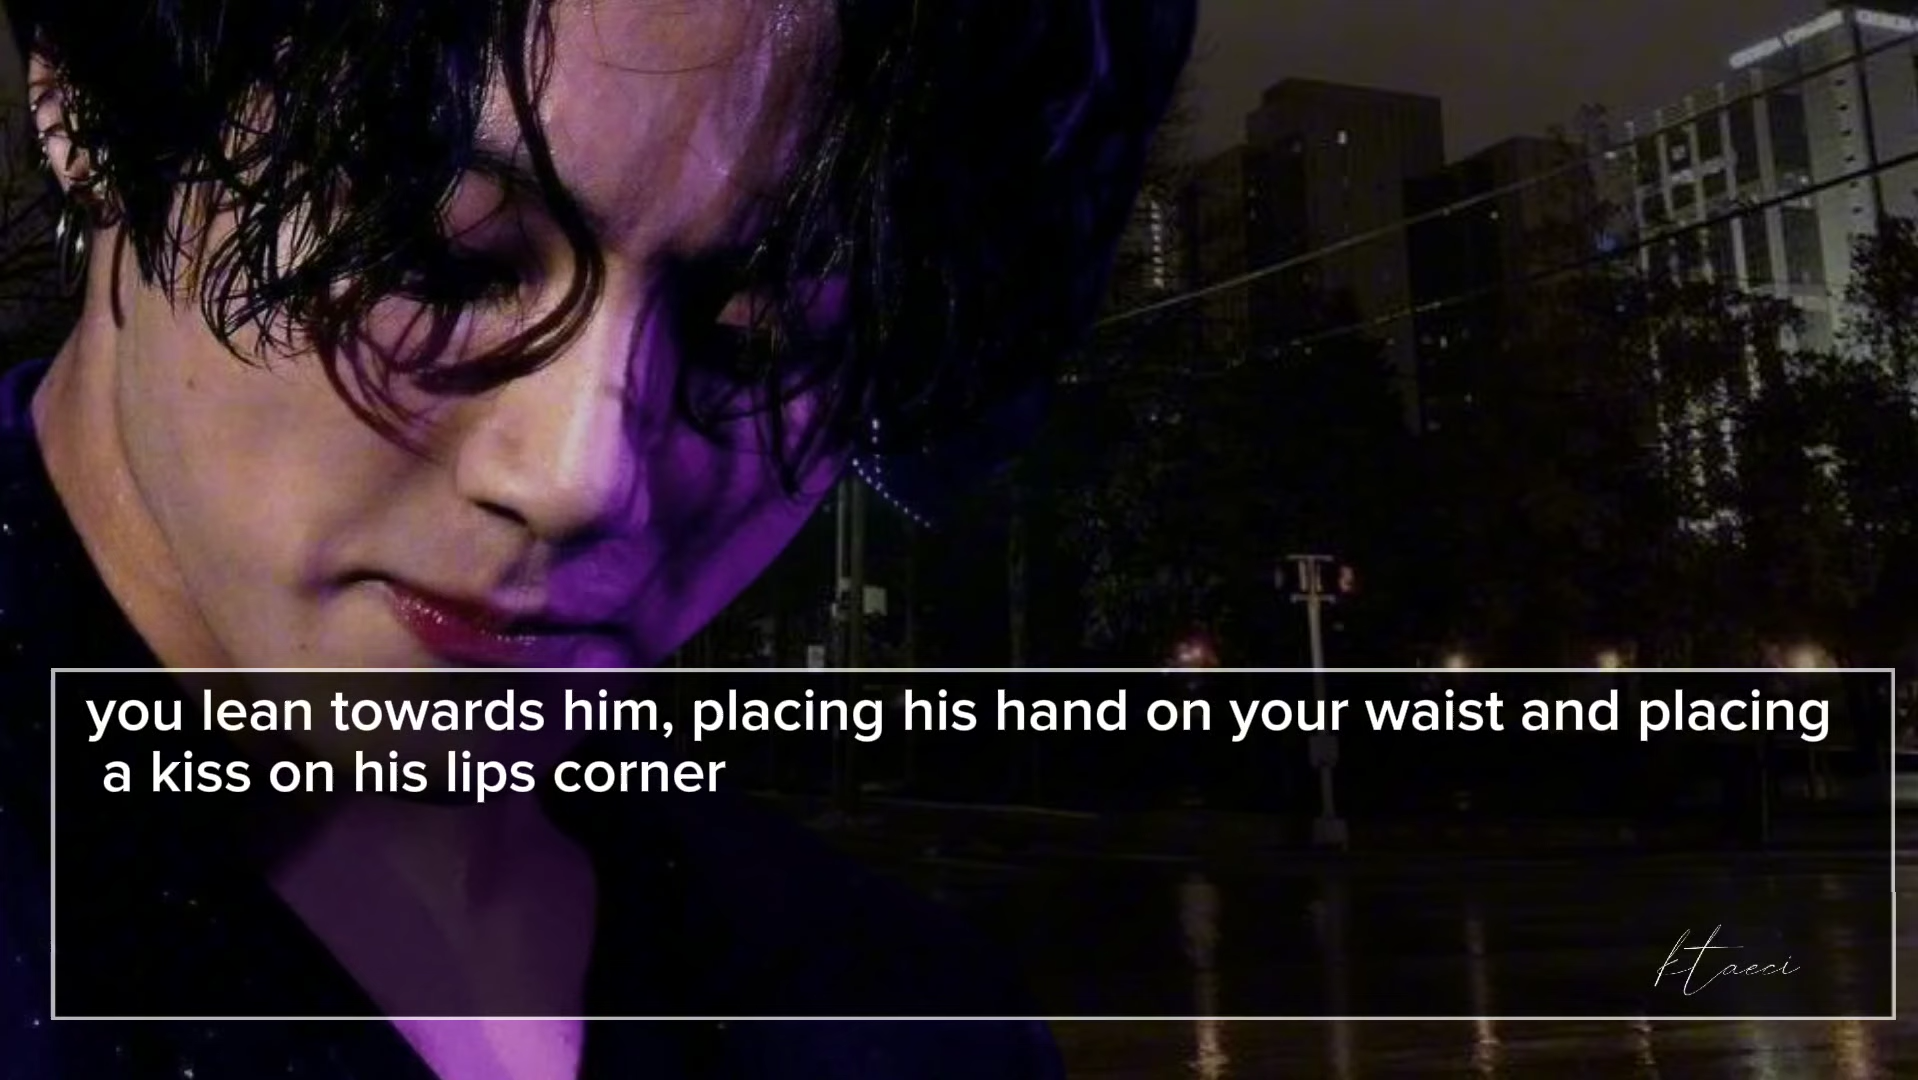 you lean towards him, placing his hand on your waist and placing
a kiss on his lips corner
ktaeci